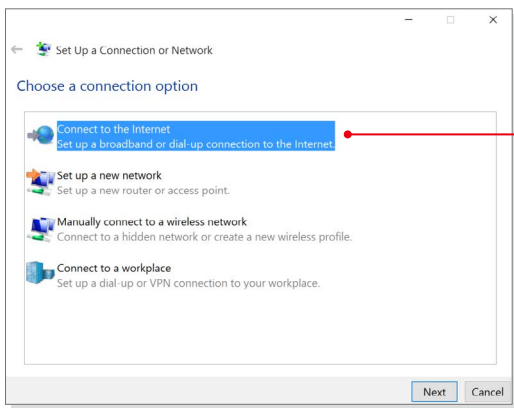 Set Up a Connection or Network
Choose a connection option
Connect to the Internet
Set up a broadband or dial-up connection to the Internet.
Set up a new network
Set up a new router or access point.
Manually connect to a wireless network
Connect to a hidden network or create a new wireless profile.
Connect to a workplace
Set up a dial-up or VPN connection to your workplace.
Next Cancel